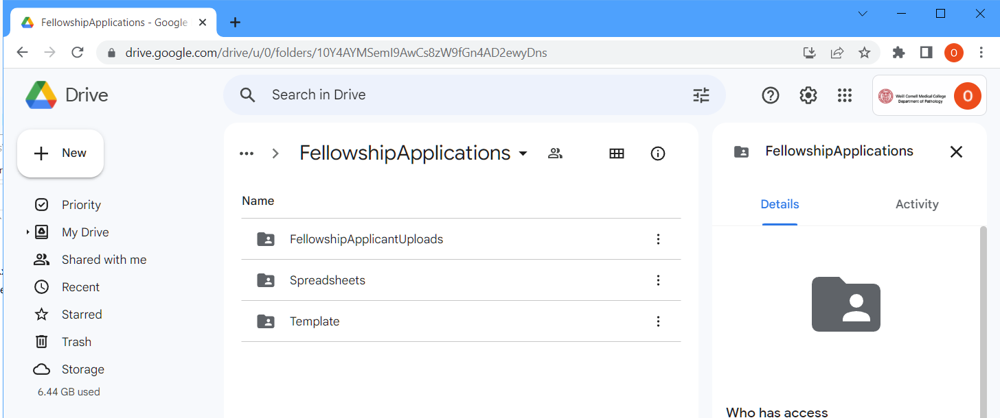 FellowshipApplications - Google
drive.google.com/drive/u/0/folders/10Y4AYMSemI9AwCs8zW9fGn4AD2ewyDns
O
Drive
Search in Drive
Weill Cornell Medical College
Department of Pathology
O
New
Priority
My Drive
Shared with me
Recent
Starred
Trash
Storage
6.44 GB used
FellowshipApplications
Name
FellowshipApplicantUploads
Spreadsheets
Template
FellowshipApplications
Details
Activity
Who has access